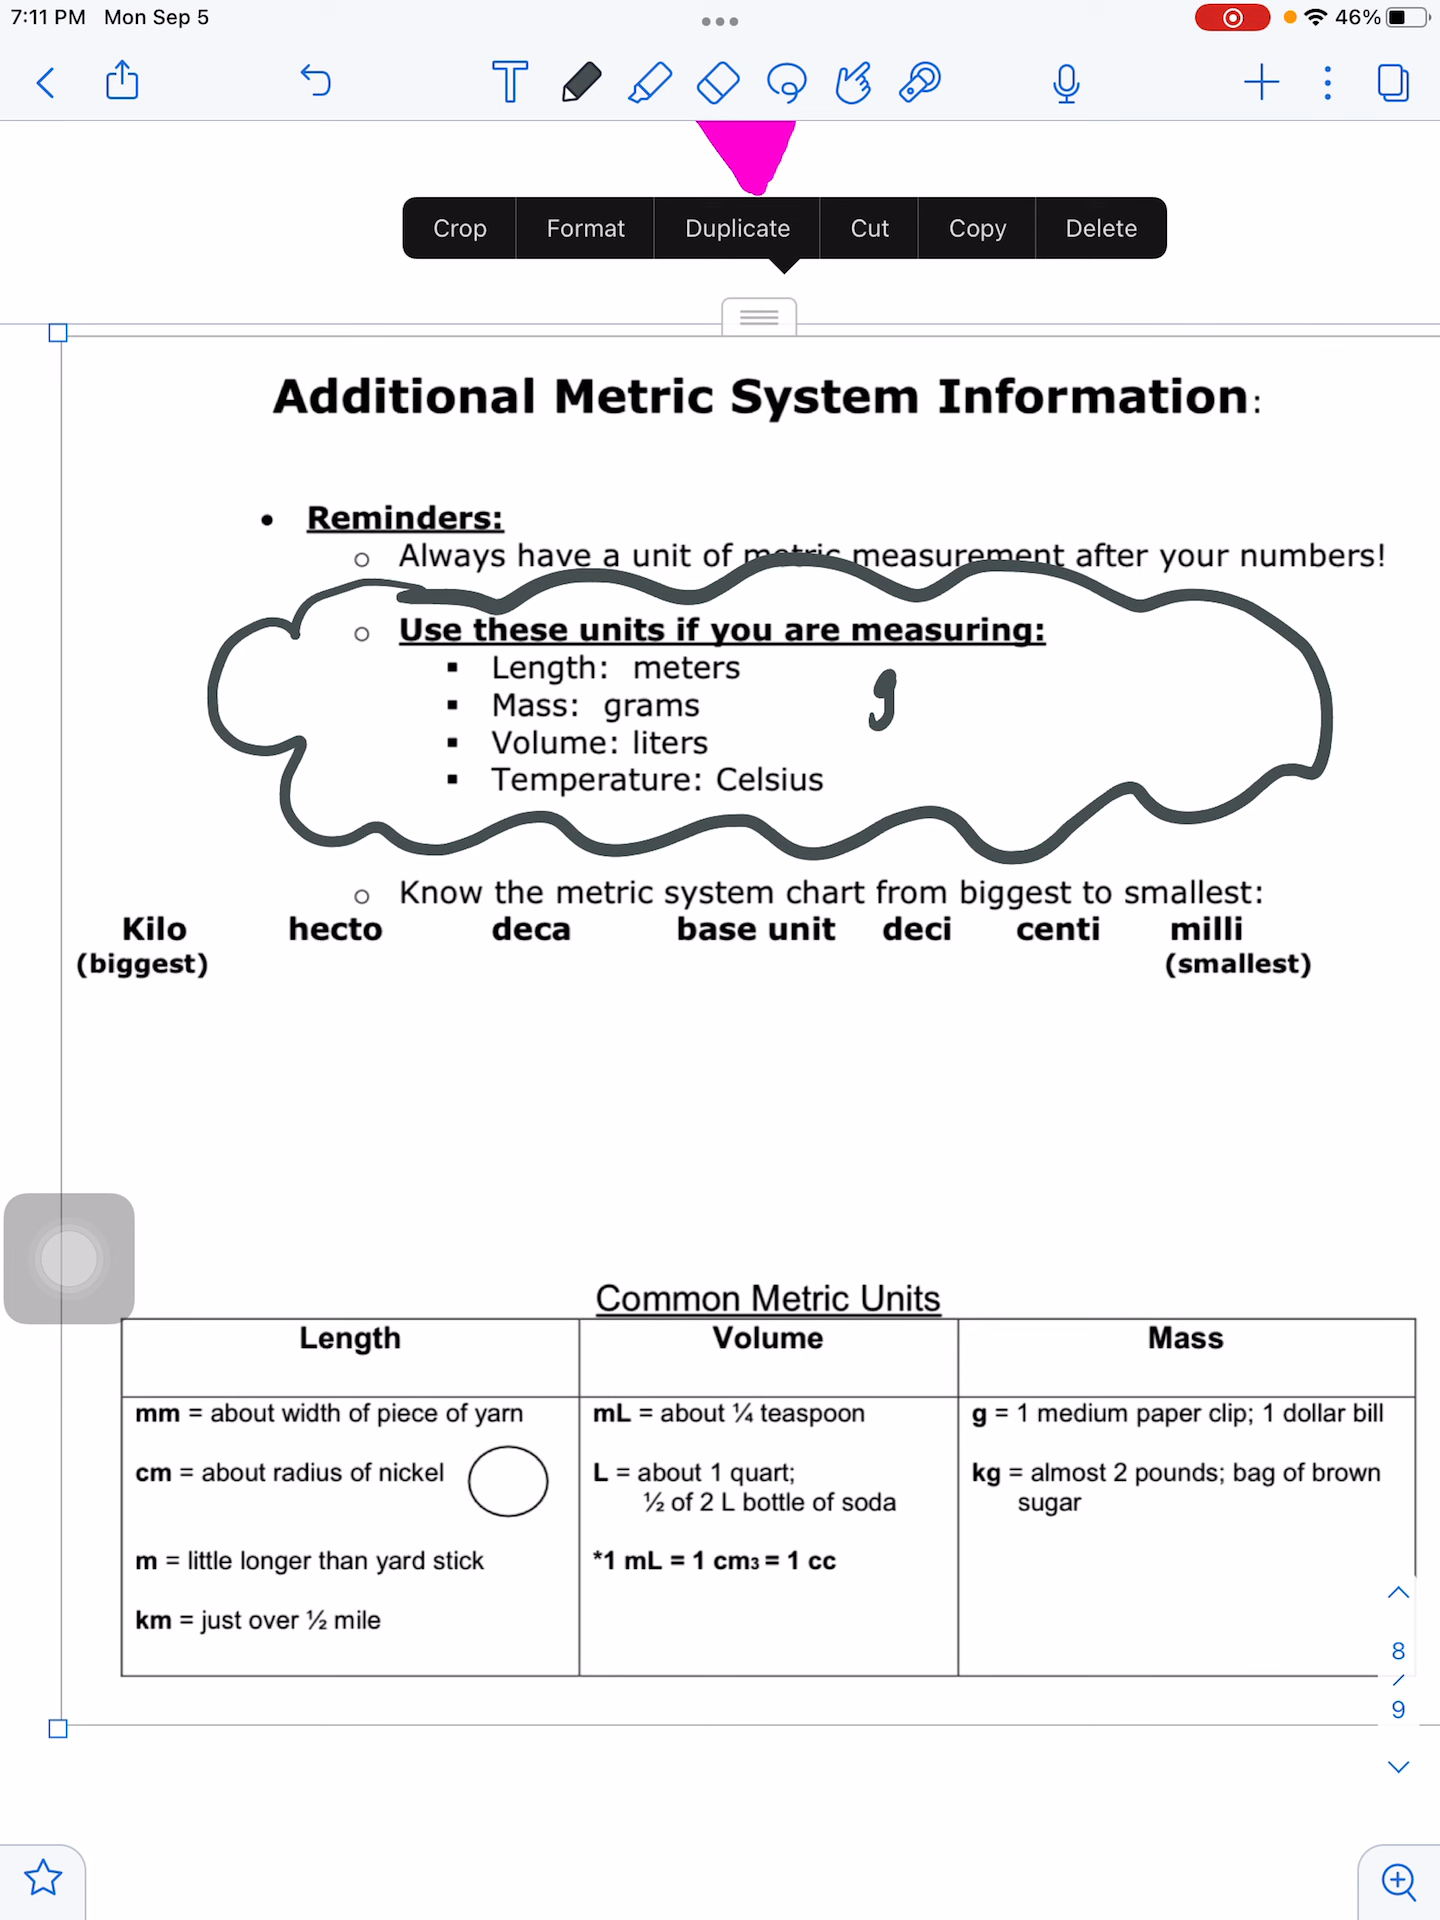 7:11 PM Mon Sep 5
46%
Crop Format Duplicate Cut Copy Delete
Additional Metric System Information:
• Reminders:
o Always have a unit of metric measurement after your numbers!
o Use these units if you are measuring:
▪ Length: meters
▪ Mass: grams
g
▪ Volume: liters
▪ Temperature: Celsius
o Know the metric system chart from biggest to smallest:
Kilo hecto deca base unit deci centi milli
(biggest) (smallest)
Common Metric Units
Length Volume Mass
mm = about width of piece of yarn
cm = about radius of nickel
m = little longer than yard stick
km = just over ½ mile
mL = about ¼ teaspoon
L = about 1 quart;
½ of 2 L bottle of soda
*1 mL = 1 cm3 = 1 cc
g = 1 medium paper clip; 1 dollar bill
kg = almost 2 pounds; bag of brown
sugar
8
/
9